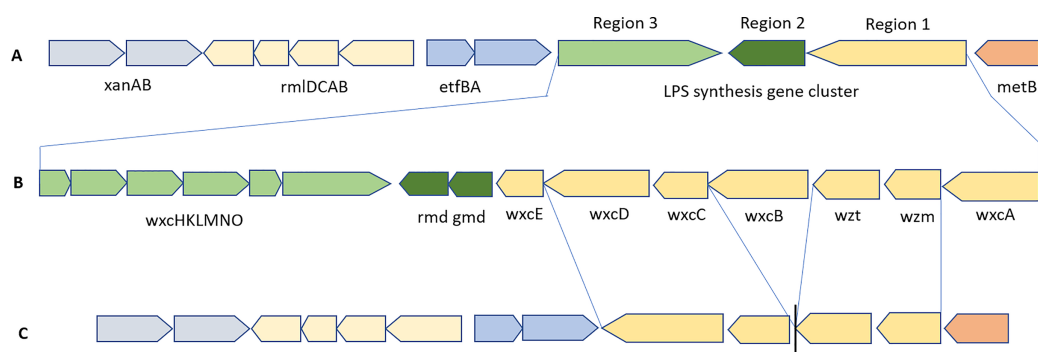 Region 3 Region 2 Region 1
A
xanAB rmlDCAB etfBA LPS synthesis gene cluster metB
B
wxcHKLMNO rmd gmd wxcE wxcD wxcC wxcB wzt wzm wxcA
C